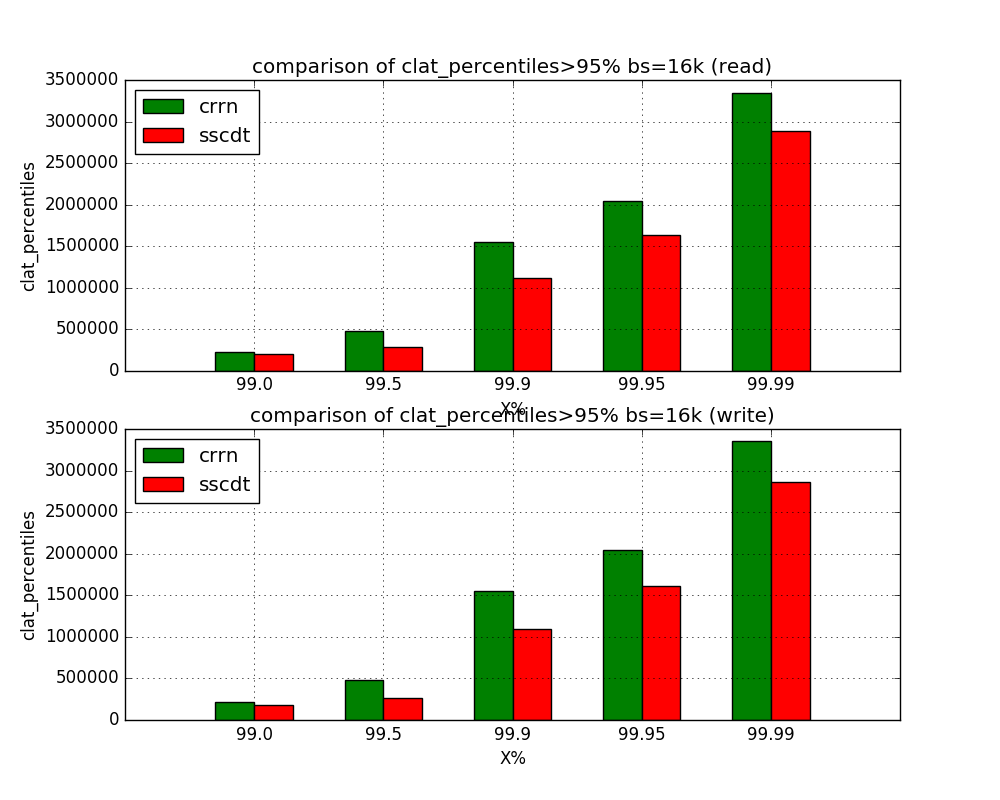 comparison of clat_percentiles>95% bs=16k (read)
3500000
3000000
2500000
2000000
1500000
1000000
500000
0
clat_percentiles
crrn
sscdt
99.0 99.5 99.9 99.95 99.99
X%
comparison of clat_percentiles>95% bs=16k (write)
3500000
3000000
2500000
2000000
1500000
1000000
500000
0
clat_percentiles
crrn
sscdt
99.0 99.5 99.9 99.95 99.99
X%